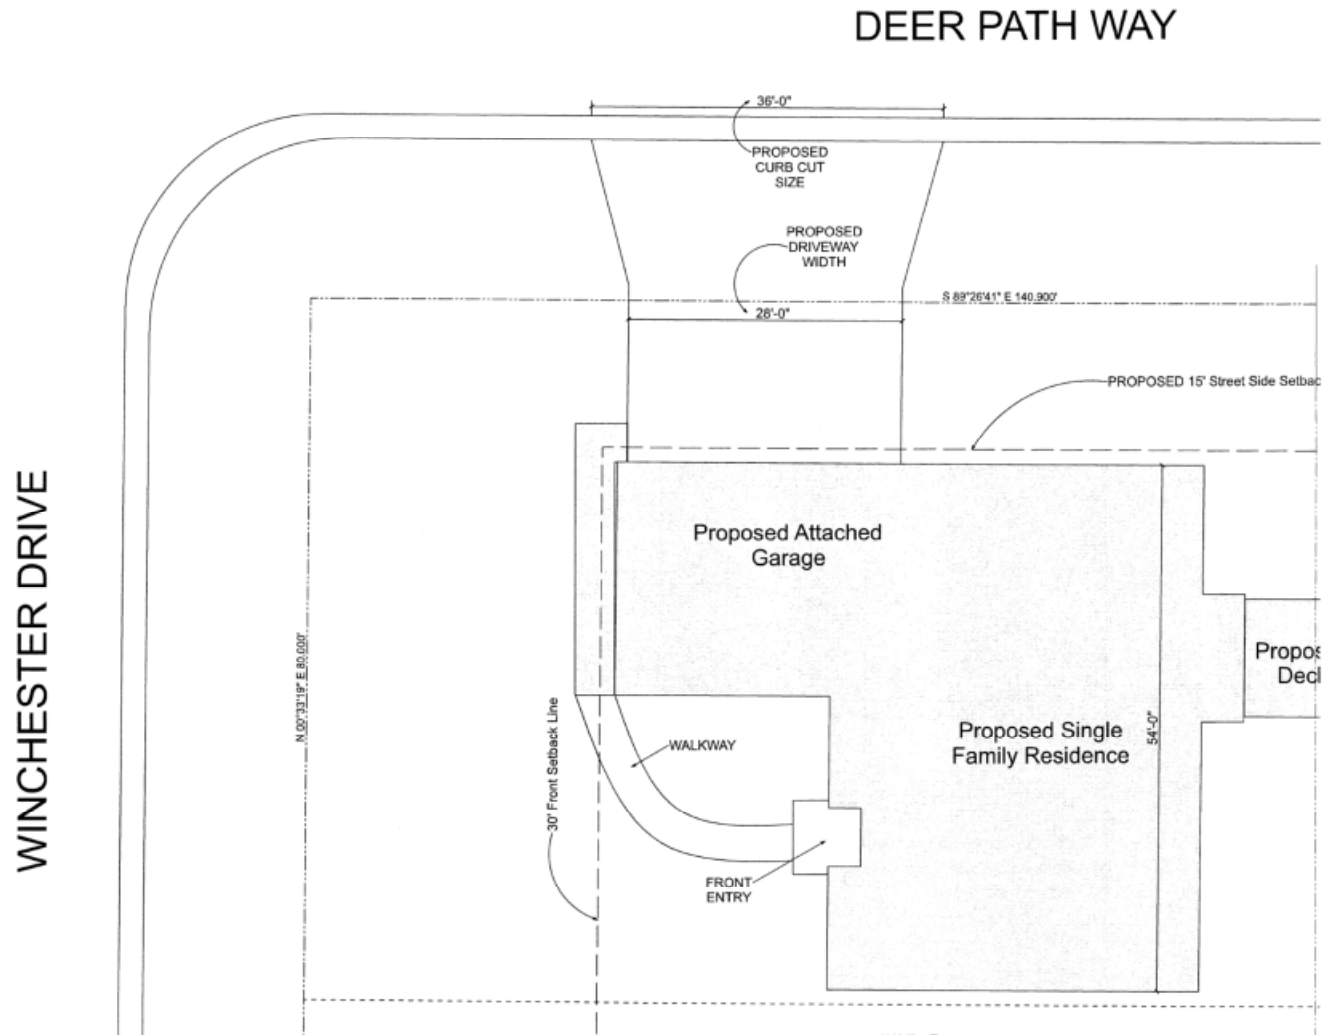 DEER PATH WAY
36'-0"
PROPOSED
CURB CUT
SIZE
PROPOSED
DRIVEWAY
WIDTH
S 89°26'41" E 140.900'
28'-0"
PROPOSED 15' Street Side Setbac
WINCHESTER DRIVE
Proposed Attached
Garage
N 00°33'19" E 80.000'
Propos
Decl
30' Front Setback Line
WALKWAY
Proposed Single
Family Residence
54'-0"
FRONT
ENTRY